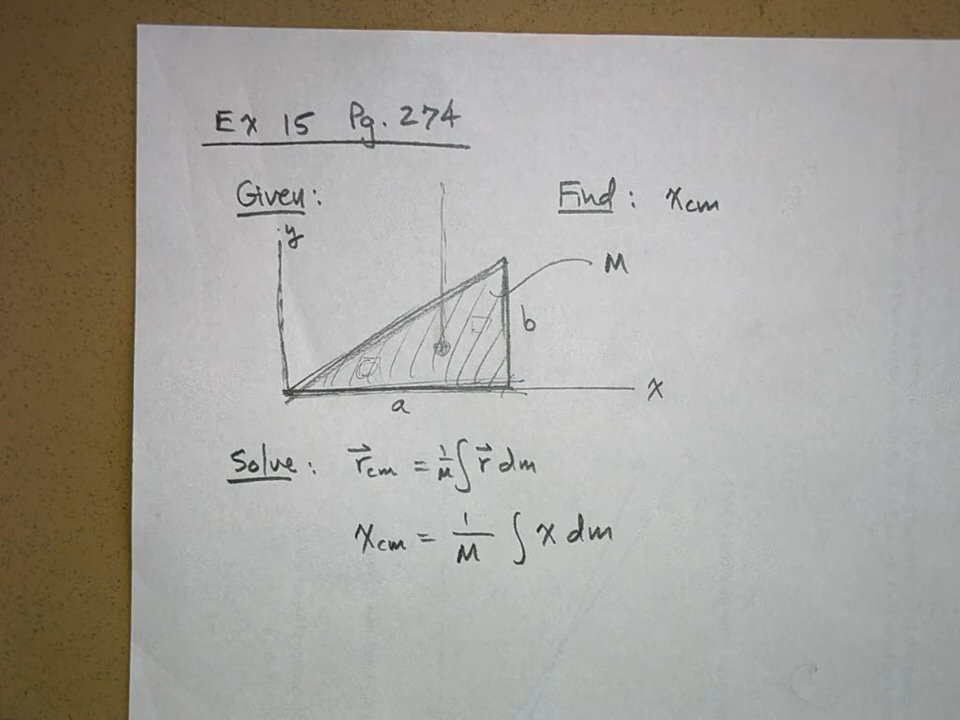 Ex 15 Pg. 274
Given:
Find: xcm
y
M
b
x
a
Solve: r⃗cm = 1/M ∫ r⃗ dm
xcm = 1/M ∫ x dm